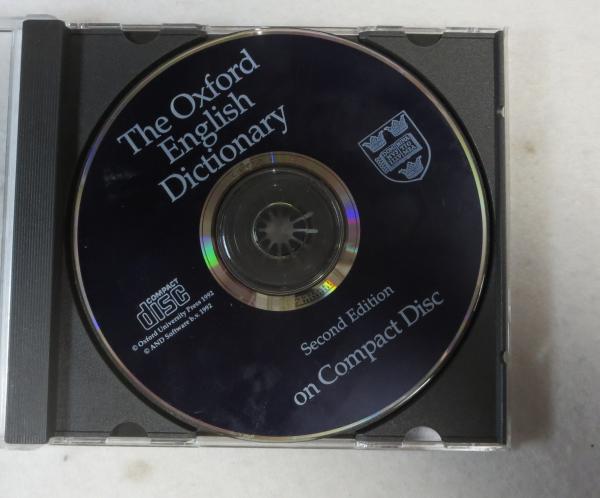 The Oxford
English
Dictionary
COMPACT
disc
© Oxford University Press 1992
© AND Software b.v. 1992
Second Edition
on Compact Disc